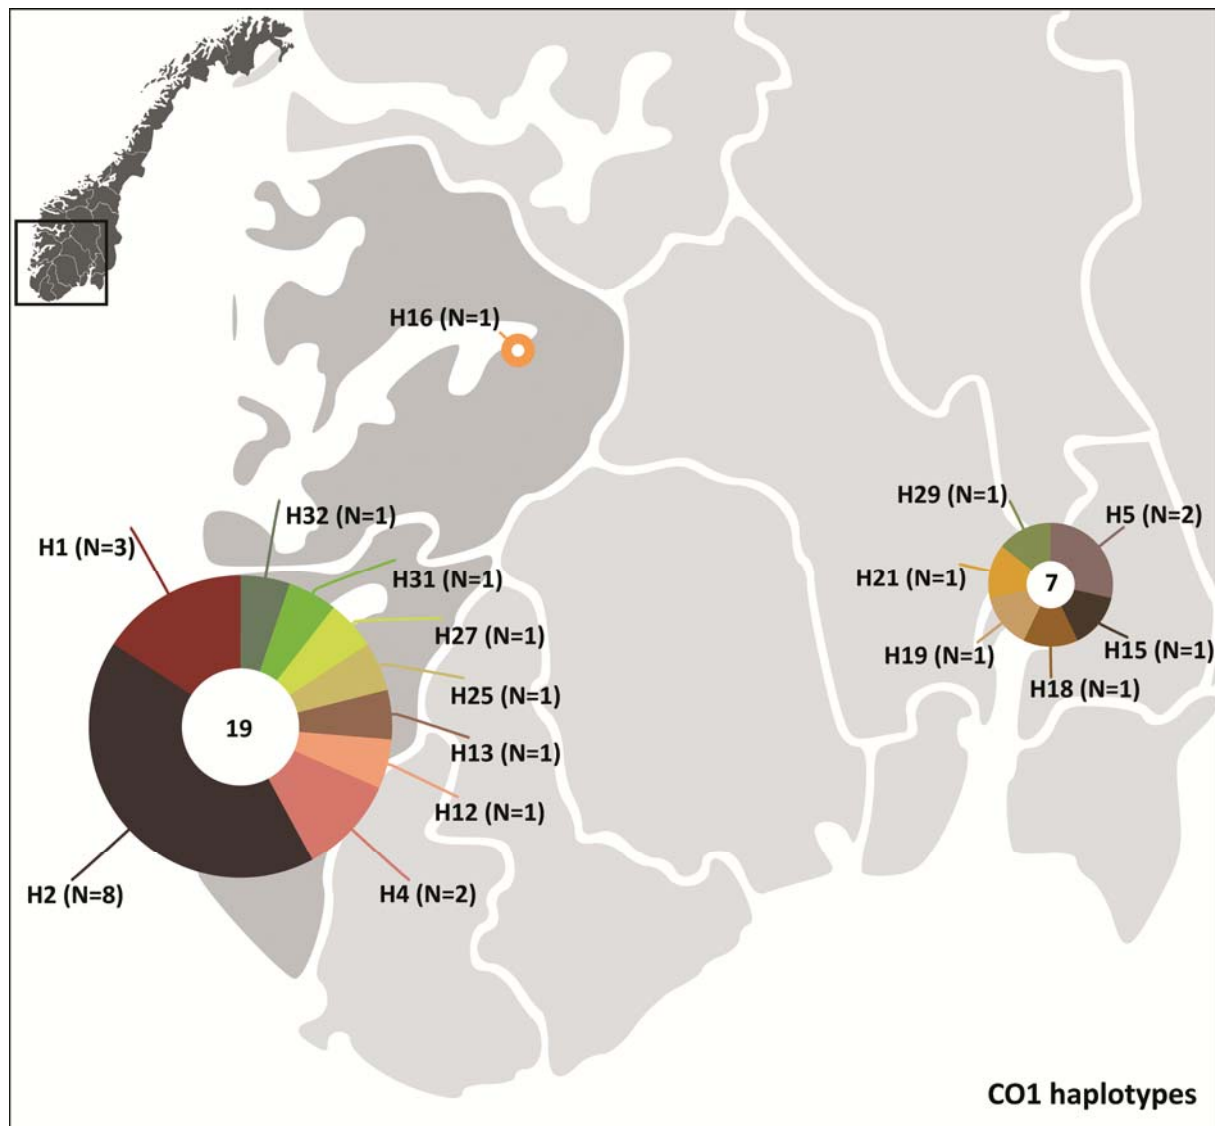 H16 (N=1)
H32 (N=1)
H1 (N=3)
H31 (N=1)
H27 (N=1)
H25 (N=1)
19
H13 (N=1)
H12 (N=1)
H2 (N=8)
H4 (N=2)
H29 (N=1)
H5 (N=2)
H21 (N=1)
7
H19 (N=1)
H15 (N=1)
H18 (N=1)
CO1 haplotypes